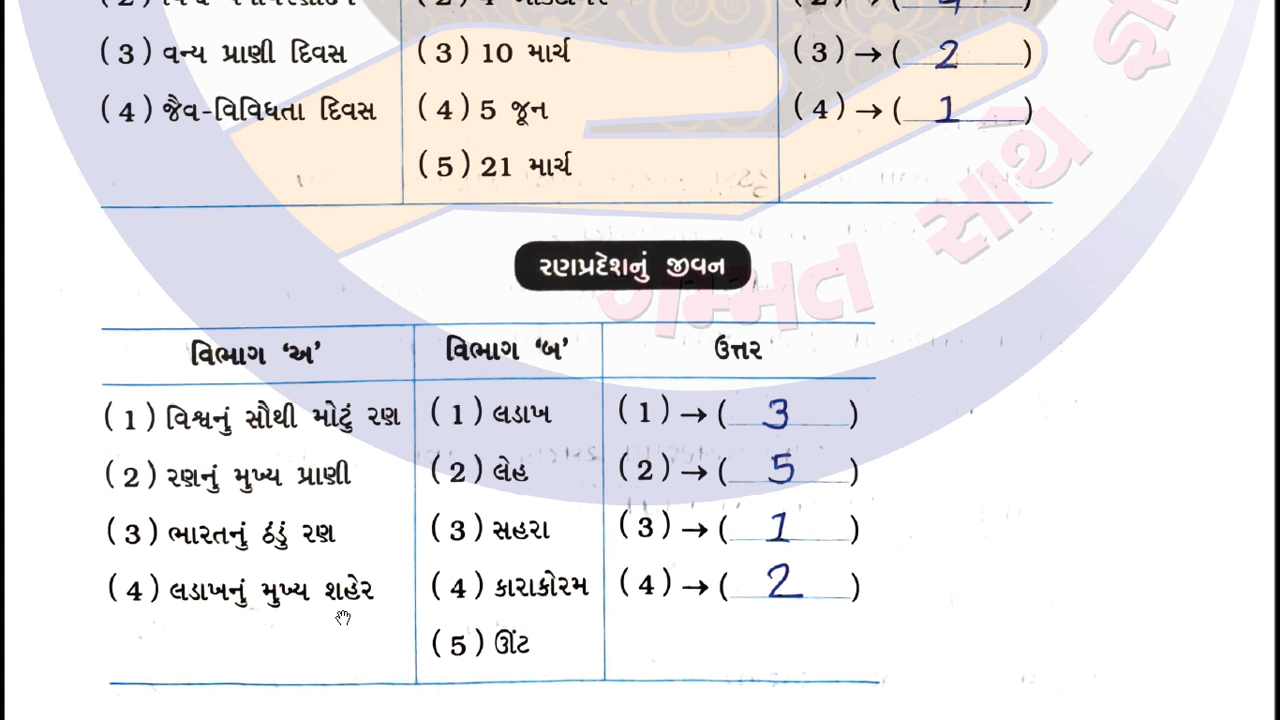 (3) વન્ય પ્રાણી દિવસ (3) 10 માર્ચ (3) → ( 2 )
(4) જૈવ-વિવિધતા દિવસ (4) 5 જૂન (4) → ( 1 )
(5) 21 માર્ચ
રણપ્રદેશનું જીવન
વિભાગ ‘અ’ વિભાગ ‘બ’ ઉત્તર
(1) વિશ્વનું સૌથી મોટું રણ (1) લડાખ (1) → ( 3 )
(2) રણનું મુખ્ય પ્રાણી (2) લેહ (2) → ( 5 )
(3) ભારતનું ઠંડું રણ (3) સહરા (3) → ( 1 )
(4) લડાખનું મુખ્ય શહેર (4) કારાકોરમ (4) → ( 2 )
(5) ઊંટ
ગમ્મત સાથે